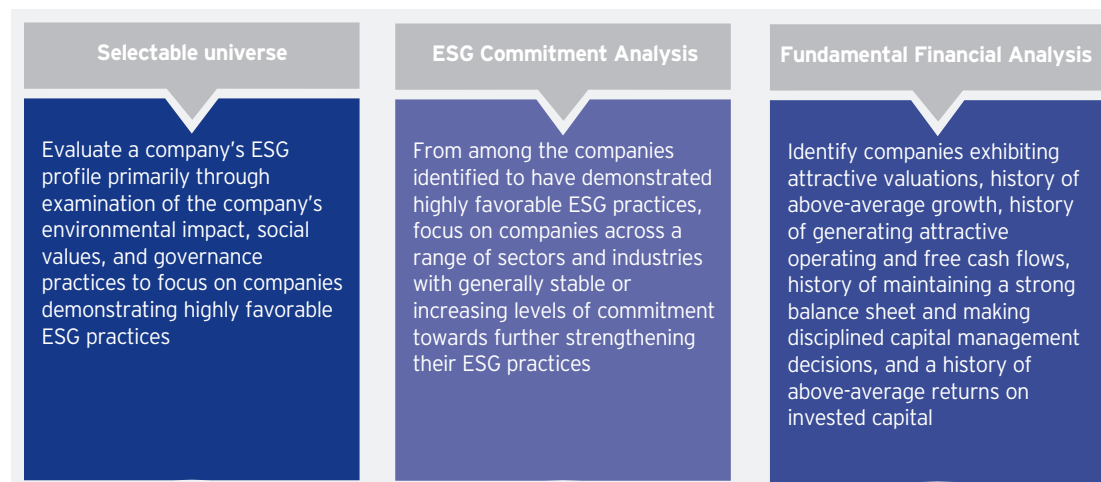 Selectable universe
Evaluate a company's ESG
profile primarily through
examination of the company's
environmental impact, social
values, and governance
practices to focus on companies
demonstrating highly favorable
ESG practices
ESG Commitment Analysis
From among the companies
identified to have demonstrated
highly favorable ESG practices,
focus on companies across a
range of sectors and industries
with generally stable or
increasing levels of commitment
towards further strengthening
their ESG practices
Fundamental Financial Analysis
Identify companies exhibiting
attractive valuations, history of
above-average growth, history
of generating attractive
operating and free cash flows,
history of maintaining a strong
balance sheet and making
disciplined capital management
decisions, and a history of
above-average returns on
invested capital